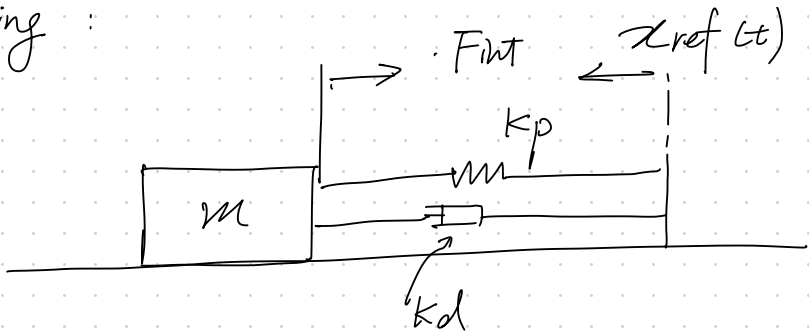 ing :
Fint
xref (t)
Kp
m
Kd